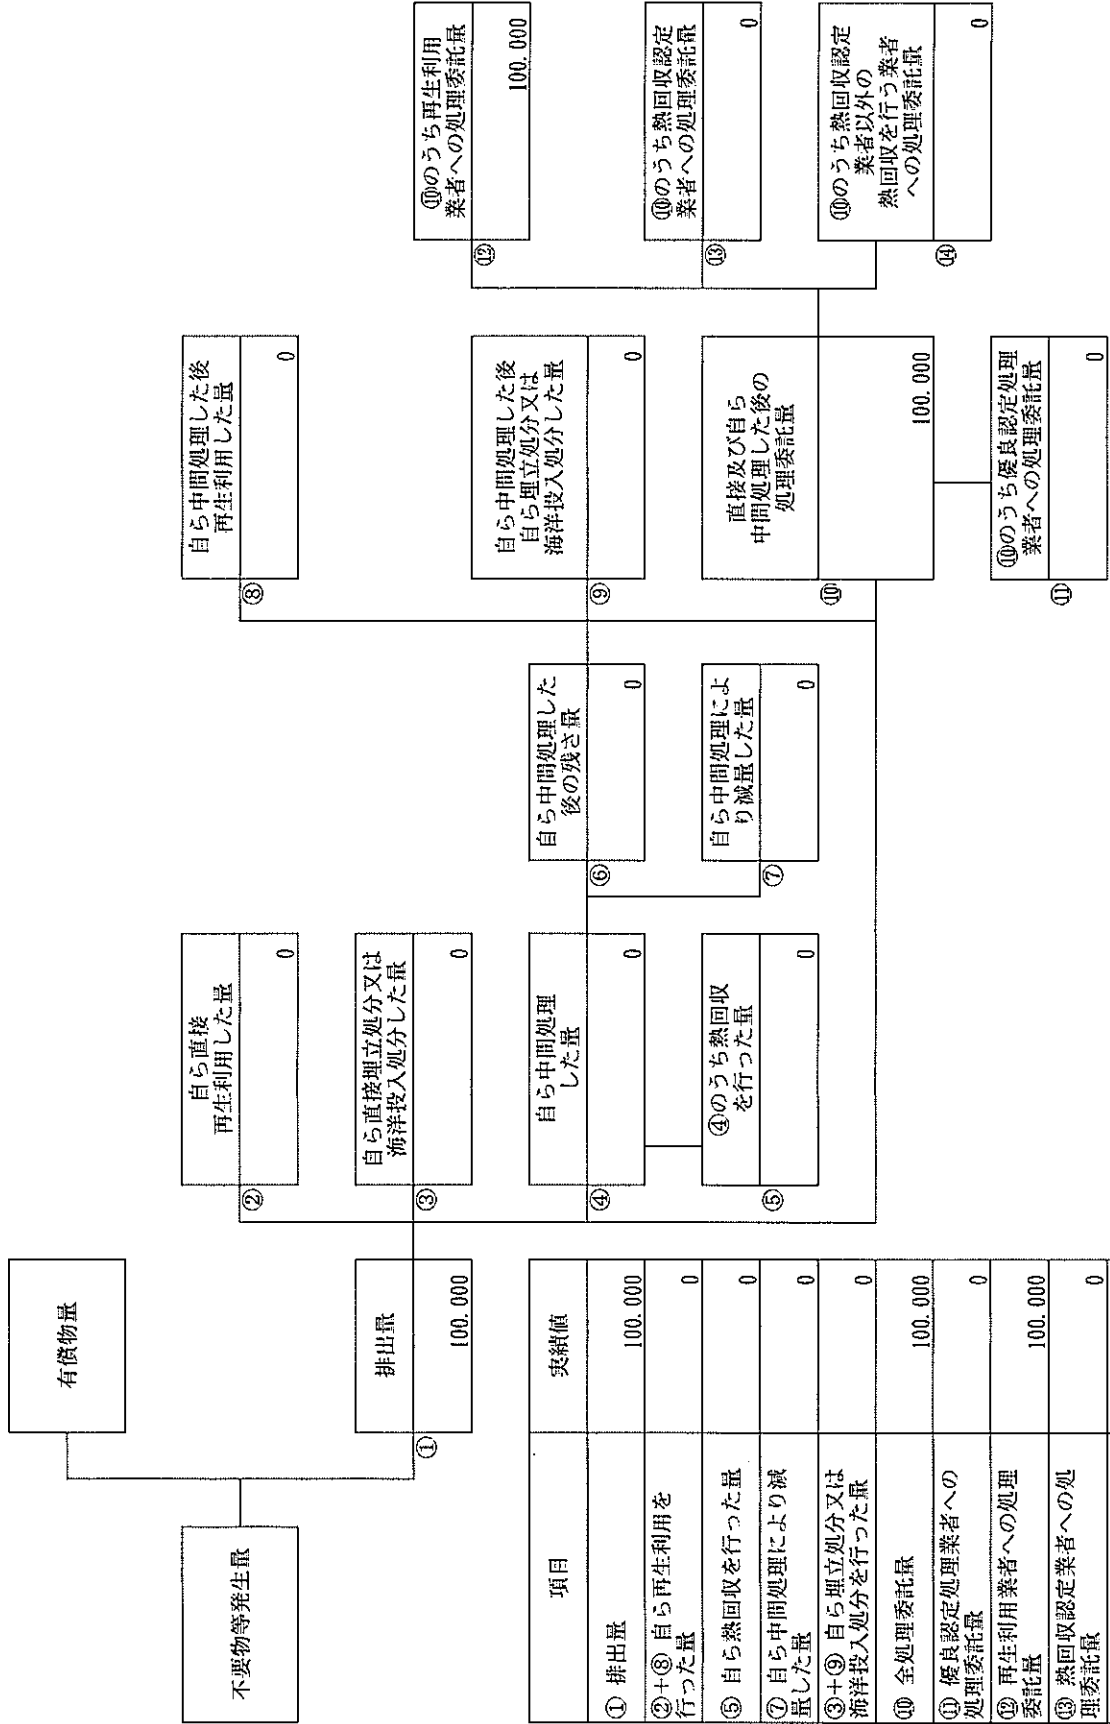 不要物等発生量
有償物量
排出量
①
100.000
自ら直接
再生利用した量
②
0
自ら直接埋立処分又は
海洋投入処分した量
③
0
自ら中間処理
した量
④
0
④のうち熱回収
を行った量
⑤
0
自ら中間処理した
後の残さ量
⑥
0
自ら中間処理によ
り減量した量
⑦
0
自ら中間処理した後
再生利用した量
⑧
0
自ら中間処理した後
自ら埋立処分又は
海洋投入処分した量
⑨
0
直接及び自ら
中間処理した後の
処理委託量
⑩
100.000
⑩のうち優良認定処理
業者への処理委託量
⑪
0
⑩のうち再生利用
業者への処理委託量
⑫
100.000
⑩のうち熱回収認定
業者への処理委託量
⑬
0
⑩のうち熱回収認定
業者以外の
熱回収を行う業者
への処理委託量
⑭
0
項目 実績値
① 排出量 100.000
②+⑧ 自ら再生利用を
行った量 0
⑤ 自ら熱回収を行った量 0
⑦ 自ら中間処理により減
量した量 0
③+⑨ 自ら埋立処分又は
海洋投入処分を行った量 0
⑩ 全処理委託量 100.000
⑪ 優良認定処理業者への
処理委託量 0
⑫ 再生利用業者への処理
委託量 100.000
⑬ 熱回収認定業者への処
理委託量 0